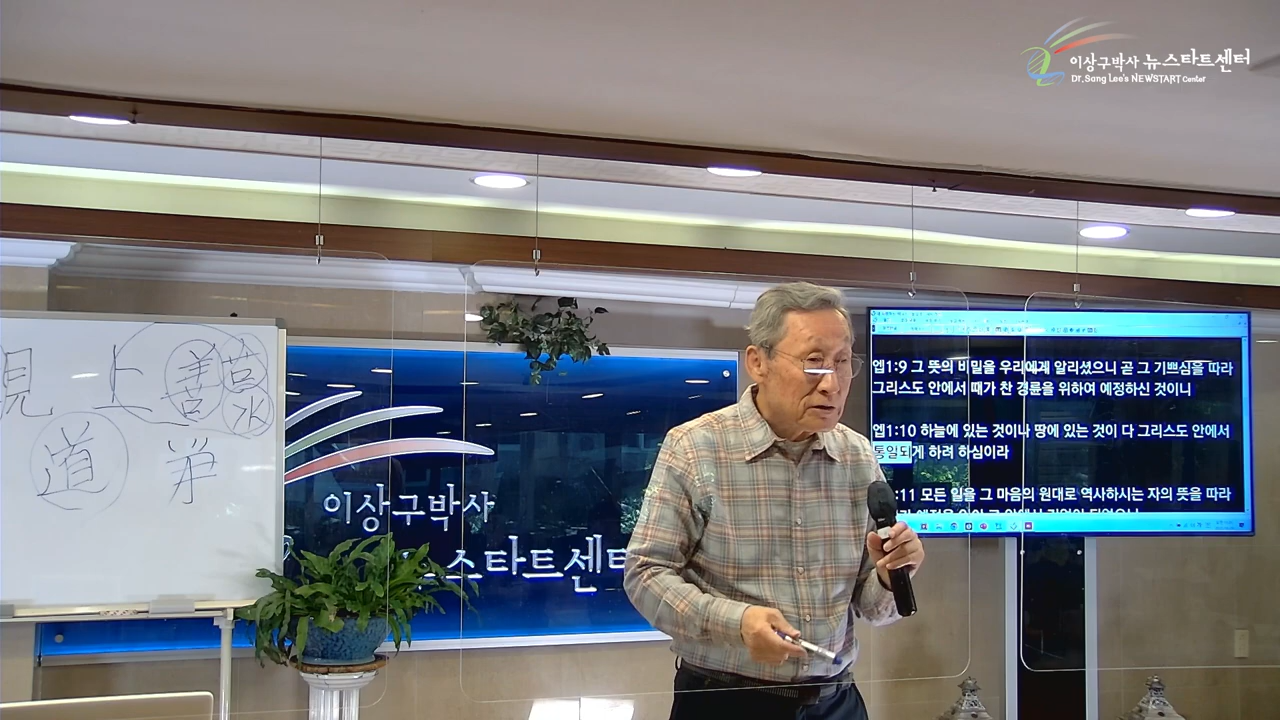 이상구박사 뉴스타트센터
Dr. Sang Lee's NEWSTART Center
엡1:9 그 뜻의 비밀을 우리에게 알리셨으니 곧 그 기쁘심을 따라
그리스도 안에서 때가 찬 경륜을 위하여 예정하신 것이니
엡1:10 하늘에 있는 것이나 땅에 있는 것이 다 그리스도 안에서
통일되게 하려 하심이라
:11 모든 일을 그 마음의 원대로 역사하시는 자의 뜻을 따라
上 善
水
道
이상구박사
스타트센터